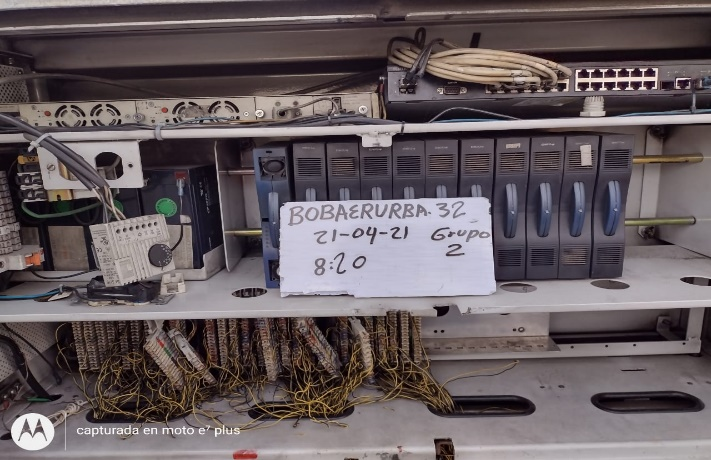 BOBAERURBA. 32
21-04-21 Grupo
8:20 2
capturada en moto e⁷ plus